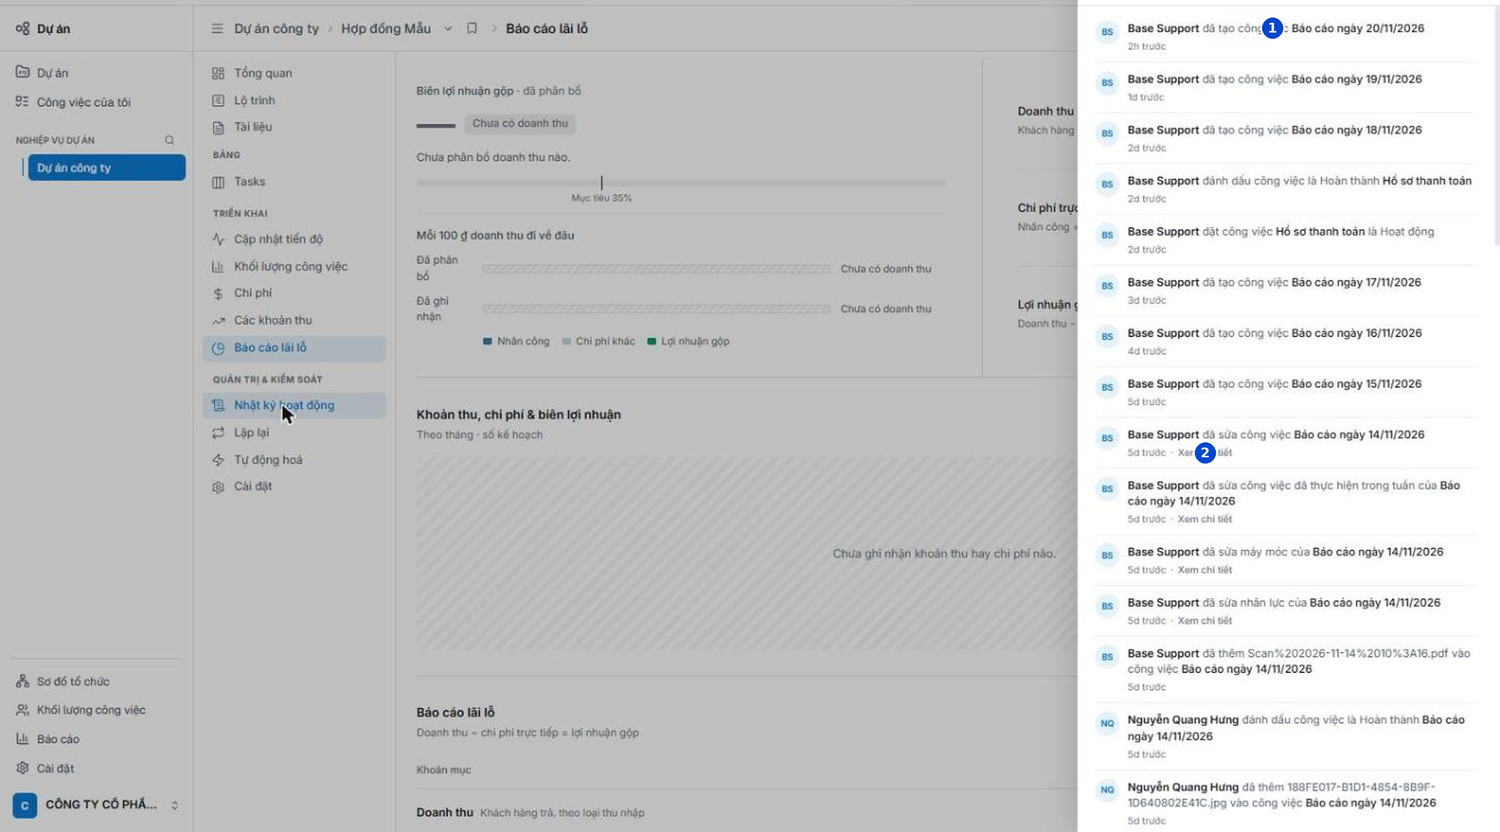 Dự án
Dự án
Công việc của tôi
NGHIỆP VỤ DỰ ÁN
Dự án công ty
Sơ đồ tổ chức
Khối lượng công việc
Báo cáo
Cài đặt
C
CÔNG TY CỔ PHẦ...
Dự án công ty
Hợp đồng Mẫu
Báo cáo lãi lỗ
Tổng quan
Lộ trình
Tài liệu
BẢNG
Tasks
TRIỂN KHAI
Cập nhật tiến độ
Khối lượng công việc
Chi phí
Các khoản thu
Báo cáo lãi lỗ
QUẢN TRỊ & KIỂM SOÁT
Nhật ký hoạt động
Lặp lại
Tự động hoá
Cài đặt
Biên lợi nhuận gộp · đã phân bổ
Chưa có doanh thu
Chưa phân bổ doanh thu nào.
Mục tiêu 35%
Mỗi 100 ₫ doanh thu đi về đâu
Đã phân
bổ
Chưa có doanh thu
Đã ghi
nhận
Chưa có doanh thu
Nhân công
Chi phí khác
Lợi nhuận gộp
Doanh thu
Khách hàng
Chi phí trực
Nhân công +
Lợi nhuận g
Doanh thu −
Khoản thu, chi phí & biên lợi nhuận
Theo tháng · số kế hoạch
Chưa ghi nhận khoản thu hay chi phí nào.
Báo cáo lãi lỗ
Doanh thu − chi phí trực tiếp = lợi nhuận gộp
Khoản mục
Doanh thu Khách hàng trả, theo loại thu nhập
BS
Base Support đã tạo công 1 c Báo cáo ngày 20/11/2026
2h trước
BS
Base Support đã tạo công việc Báo cáo ngày 19/11/2026
1d trước
BS
Base Support đã tạo công việc Báo cáo ngày 18/11/2026
2d trước
BS
Base Support đánh dấu công việc là Hoàn thành Hồ sơ thanh toán
2d trước
BS
Base Support đặt công việc Hồ sơ thanh toán là Hoạt động
2d trước
BS
Base Support đã tạo công việc Báo cáo ngày 17/11/2026
3d trước
BS
Base Support đã tạo công việc Báo cáo ngày 16/11/2026
4d trước
BS
Base Support đã tạo công việc Báo cáo ngày 15/11/2026
5d trước
BS
Base Support đã sửa công việc Báo cáo ngày 14/11/2026
5d trước · Xem 2 tiết
BS
Base Support đã sửa công việc đã thực hiện trong tuần của Báo
cáo ngày 14/11/2026
5d trước · Xem chi tiết
BS
Base Support đã sửa máy móc của Báo cáo ngày 14/11/2026
5d trước · Xem chi tiết
BS
Base Support đã sửa nhân lực của Báo cáo ngày 14/11/2026
5d trước · Xem chi tiết
BS
Base Support đã thêm Scan%202026-11-14%2010%3A16.pdf vào
công việc Báo cáo ngày 14/11/2026
5d trước
NQ
Nguyễn Quang Hưng đánh dấu công việc là Hoàn thành Báo cáo
ngày 14/11/2026
5d trước
NQ
Nguyễn Quang Hưng đã thêm 188FE017-B1D1-4854-8B9F-
1D640802E41C.jpg vào công việc Báo cáo ngày 14/11/2026
5d trước